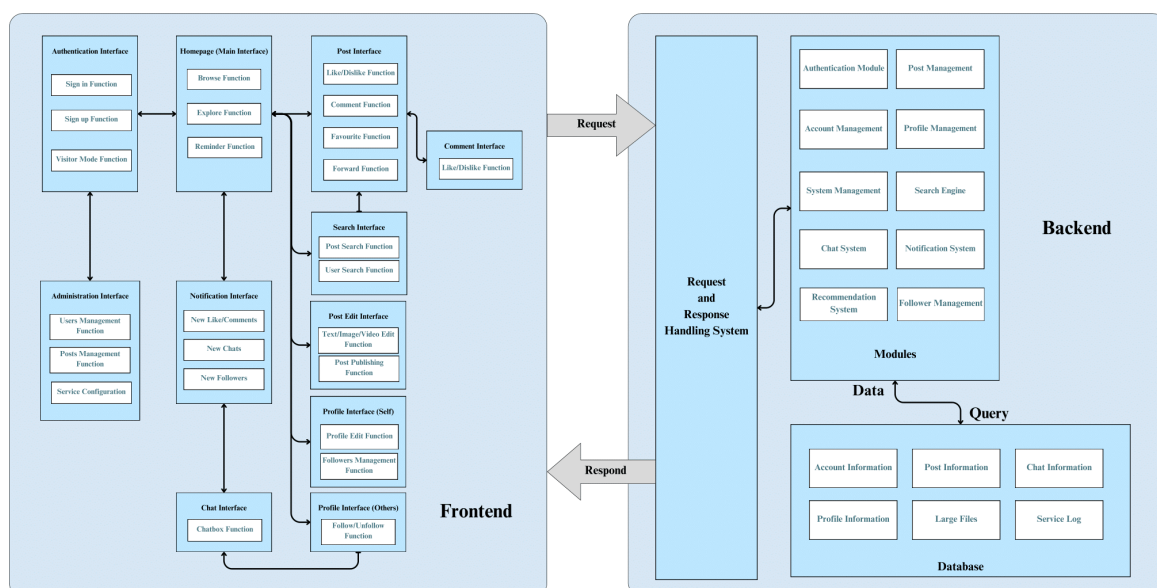 Authentication Interface
Sign in Function
Sign up Function
Visitor Mode Function
Homepage (Main Interface)
Browse Function
Explore Function
Reminder Function
Post Interface
Like/Dislike Function
Comment Function
Favourite Function
Forward Function
Comment Interface
Like/Dislike Function
Search Interface
Post Search Function
User Search Function
Administration Interface
Users Management
Function
Posts Management
Function
Service Configuration
Notification Interface
New Like/Comments
New Chats
New Followers
Post Edit Interface
Text/Image/Video Edit
Function
Post Publishing
Function
Profile Interface (Self)
Profile Edit Function
Followers Management
Function
Chat Interface
Chatbox Function
Profile Interface (Others)
Follow/Unfollow
Function
Frontend
Request
Respond
Request
and
Response
Handling System
Authentication Module
Post Management
Account Management
Profile Management
System Management
Search Engine
Chat System
Notification System
Recommendation
System
Follower Management
Modules
Backend
Data
Query
Account Information
Post Information
Chat Information
Profile Information
Large Files
Service Log
Database